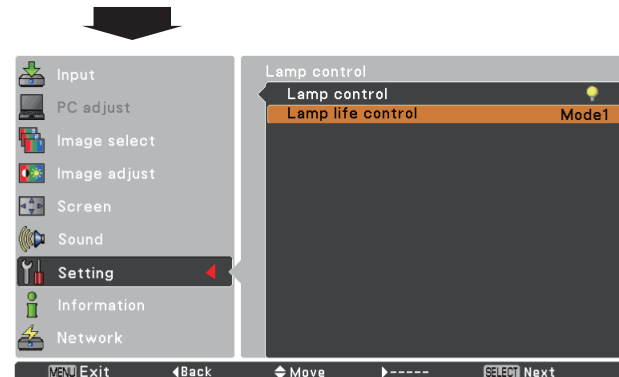 Input
PC adjust
Image select
Image adjust
Screen
Sound
Setting
Information
Network
Lamp control
Lamp control
Lamp life control Mode1
MENU Exit ◀Back Move ▶----- SELECT Next